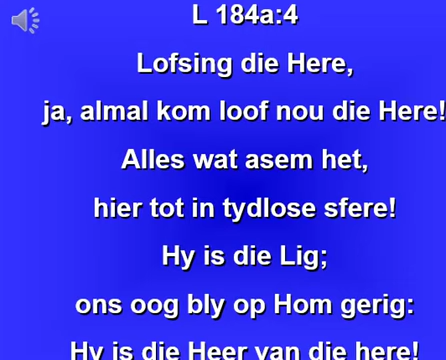 L 184a:4
Lofsing die Here,
ja, almal kom loof nou die Here!
Alles wat asem het,
hier tot in tydlose sfere!
Hy is die Lig;
ons oog bly op Hom gerig:
Hy is die Heer van die here!